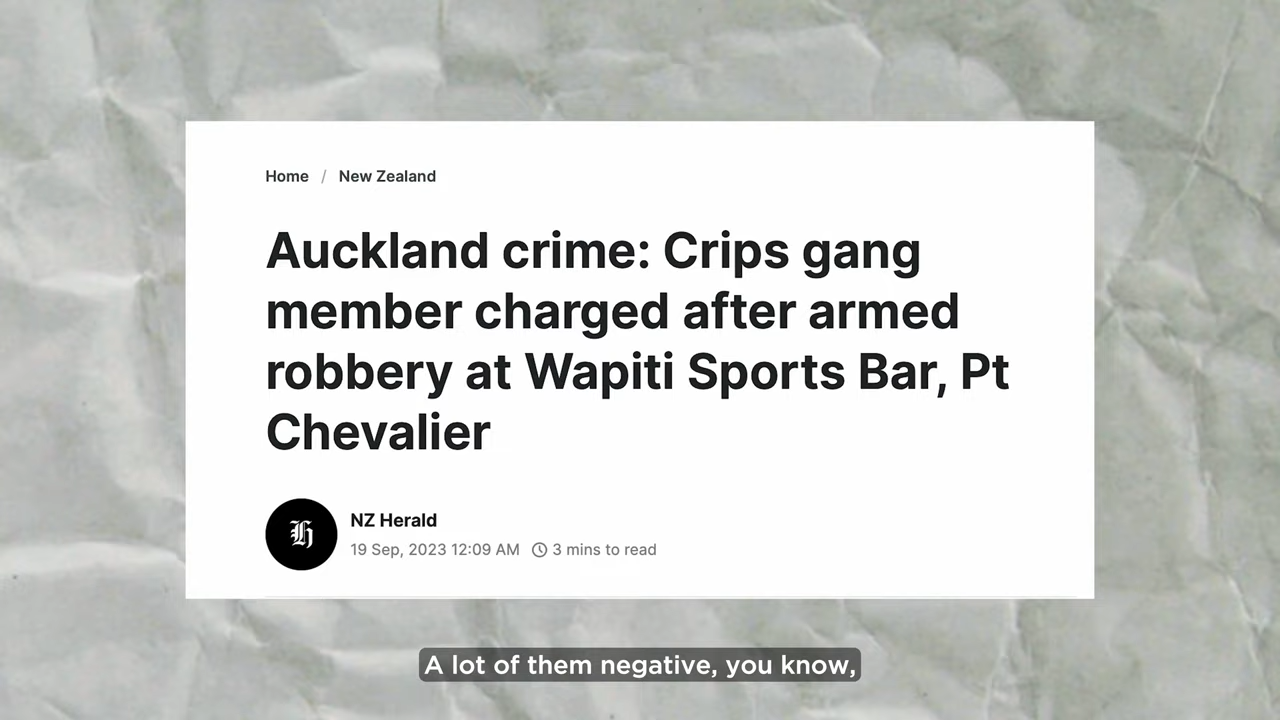 Home / New Zealand
Auckland crime: Crips gang
member charged after armed
robbery at Wapiti Sports Bar, Pt
Chevalier
NZ Herald
19 Sep, 2023 12:09 AM 3 mins to read
A lot of them negative, you know,